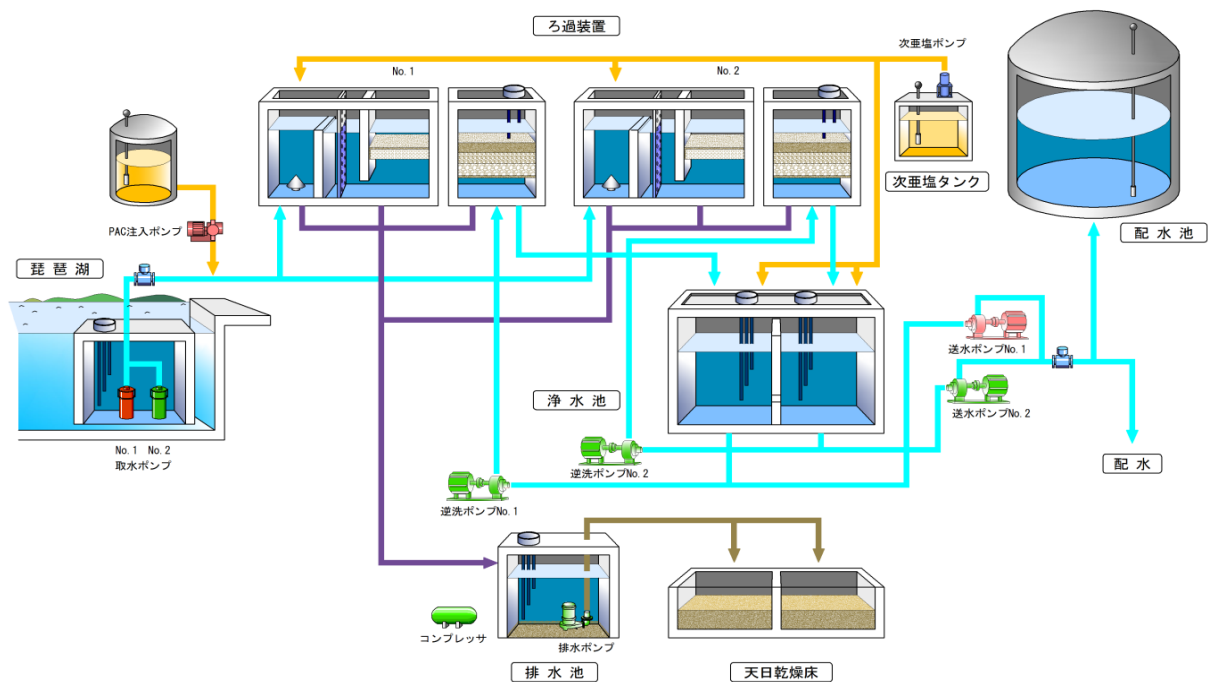 ろ過装置
次亜塩ポンプ
No.1
No.2
次亜塩タンク
PAC注入ポンプ
琵琶湖
配水池
送水ポンプNo.1
浄水池
送水ポンプNo.2
No.1 No.2
取水ポンプ
逆洗ポンプNo.2
配水
逆洗ポンプNo.1
コンプレッサ
排水ポンプ
排水池
天日乾燥床